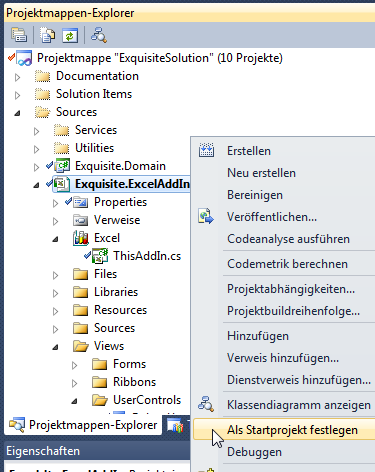 Projektmappen-Explorer
Projektmappe "ExquisiteSolution" (10 Projekte)
Documentation
Solution Items
Sources
Services
Utilities
Exquisite.Domain
Exquisite.ExcelAddIn
Properties
Verweise
Excel
ThisAddIn.cs
Files
Libraries
Resources
Sources
Views
Forms
Ribbons
UserControls
Projektmappen-Explorer
Eigenschaften
Erstellen
Neu erstellen
Bereinigen
Veröffentlichen...
Codeanalyse ausführen
Codemetrik berechnen
Projektabhängigkeiten...
Projektbuildreihenfolge...
Hinzufügen
Verweis hinzufügen...
Dienstverweis hinzufügen...
Klassendiagramm anzeigen
Als Startprojekt festlegen
Debuggen